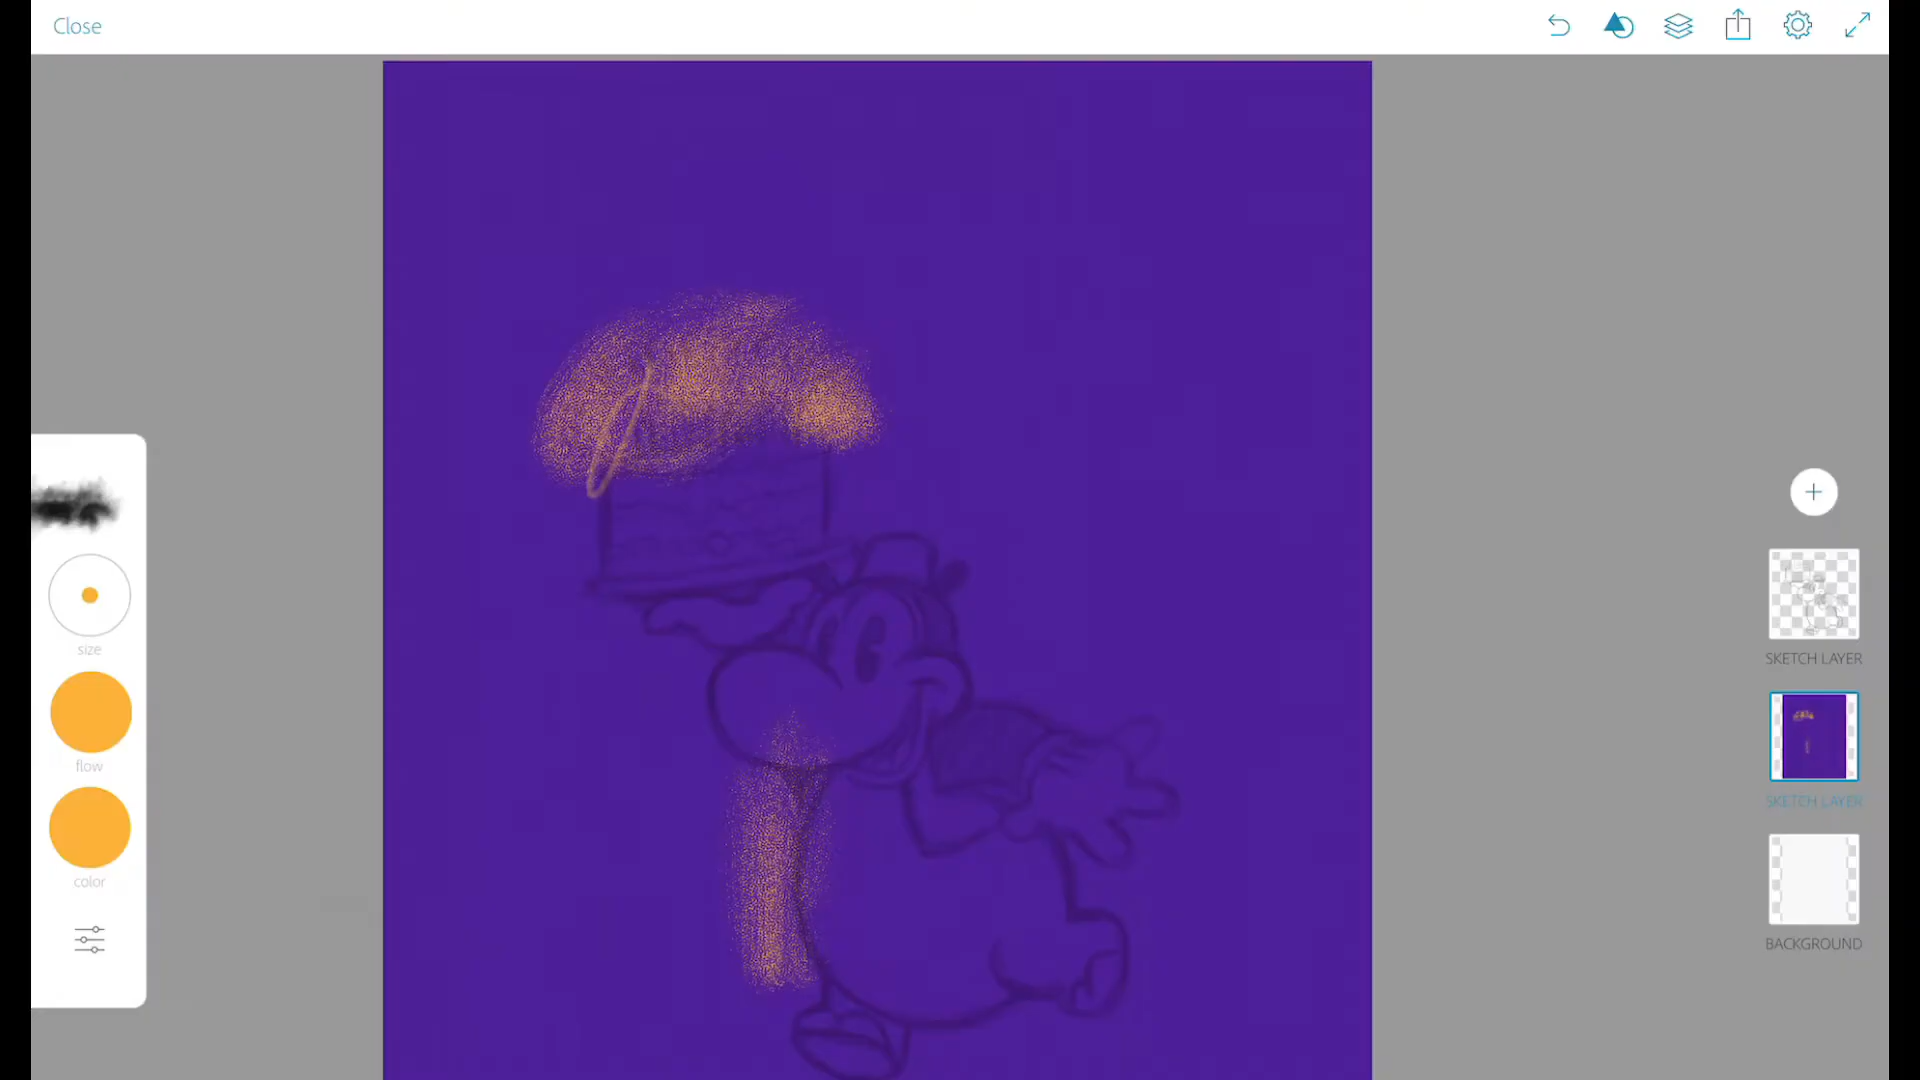 Close
size
flow
color
SKETCH LAYER
SKETCH LAYER
BACKGROUND